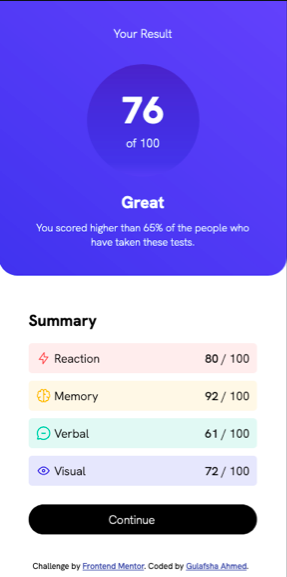 Your Result
76
of 100
Great
You scored higher than 65% of the people who
have taken these tests.
Summary
Reaction 80 / 100
Memory 92 / 100
Verbal 61 / 100
Visual 72 / 100
Continue
Challenge by Frontend Mentor. Coded by Gulafsha Ahmed.